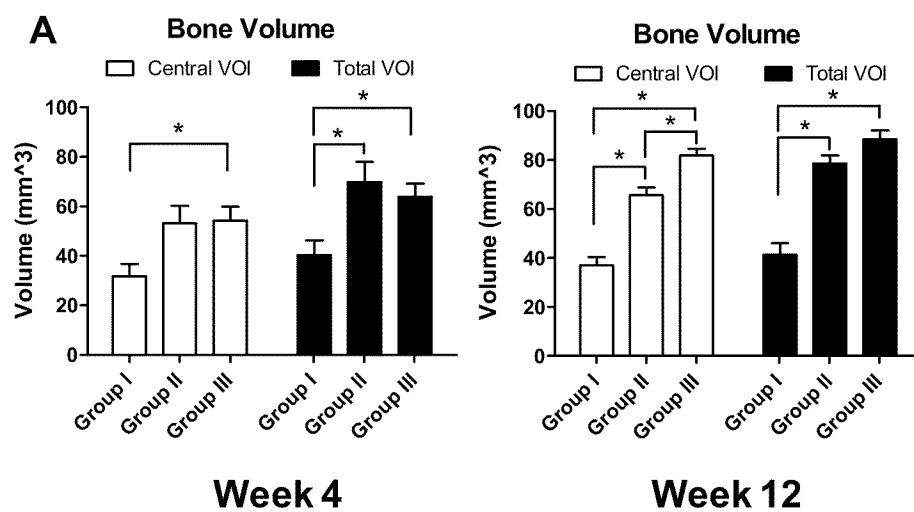 A
Bone Volume
Central VOI Total VOI
* * *
Volume (mm^3)
100
80
60
40
20
0
Group I Group II Group III Group I Group II Group III
Week 4
Bone Volume
Central VOI Total VOI
* * * * *
Volume (mm^3)
100
80
60
40
20
0
Group I Group II Group III Group I Group II Group III
Week 12